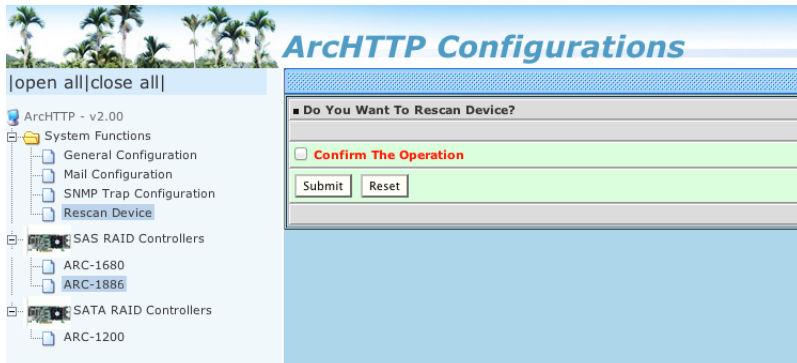 ArcHTTP Configurations
|open all|close all|
ArcHTTP - v2.00
System Functions
General Configuration
Mail Configuration
SNMP Trap Configuration
Rescan Device
SAS RAID Controllers
ARC-1680
ARC-1886
SATA RAID Controllers
ARC-1200
Do You Want To Rescan Device?
Confirm The Operation
Submit Reset